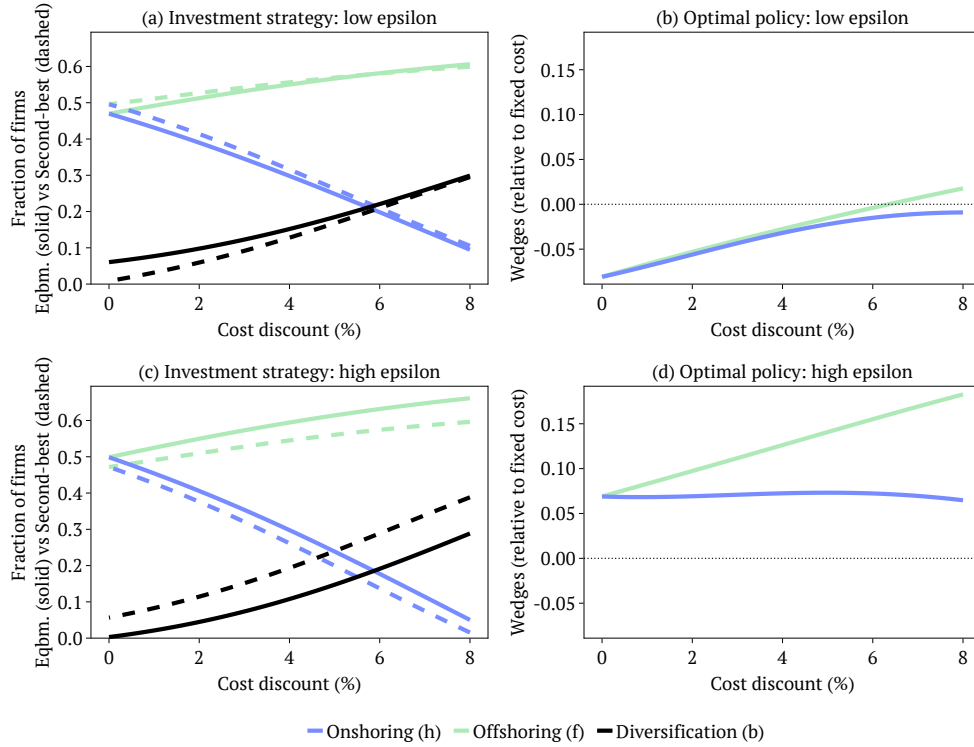 (a) Investment strategy: low epsilon
Fraction of firms
Eqbm. (solid) vs Second-best (dashed)
0.6
0.5
0.4
0.3
0.2
0.1
0.0
0
2
4
6
8
Cost discount (%)
(b) Optimal policy: low epsilon
Wedges (relative to fixed cost)
0.15
0.10
0.05
0.00
-0.05
0
2
4
6
8
Cost discount (%)
(c) Investment strategy: high epsilon
Fraction of firms
Eqbm. (solid) vs Second-best (dashed)
0.6
0.5
0.4
0.3
0.2
0.1
0.0
0
2
4
6
8
Cost discount (%)
(d) Optimal policy: high epsilon
Wedges (relative to fixed cost)
0.15
0.10
0.05
0.00
-0.05
0
2
4
6
8
Cost discount (%)
Onshoring (h)
Offshoring (f)
Diversification (b)